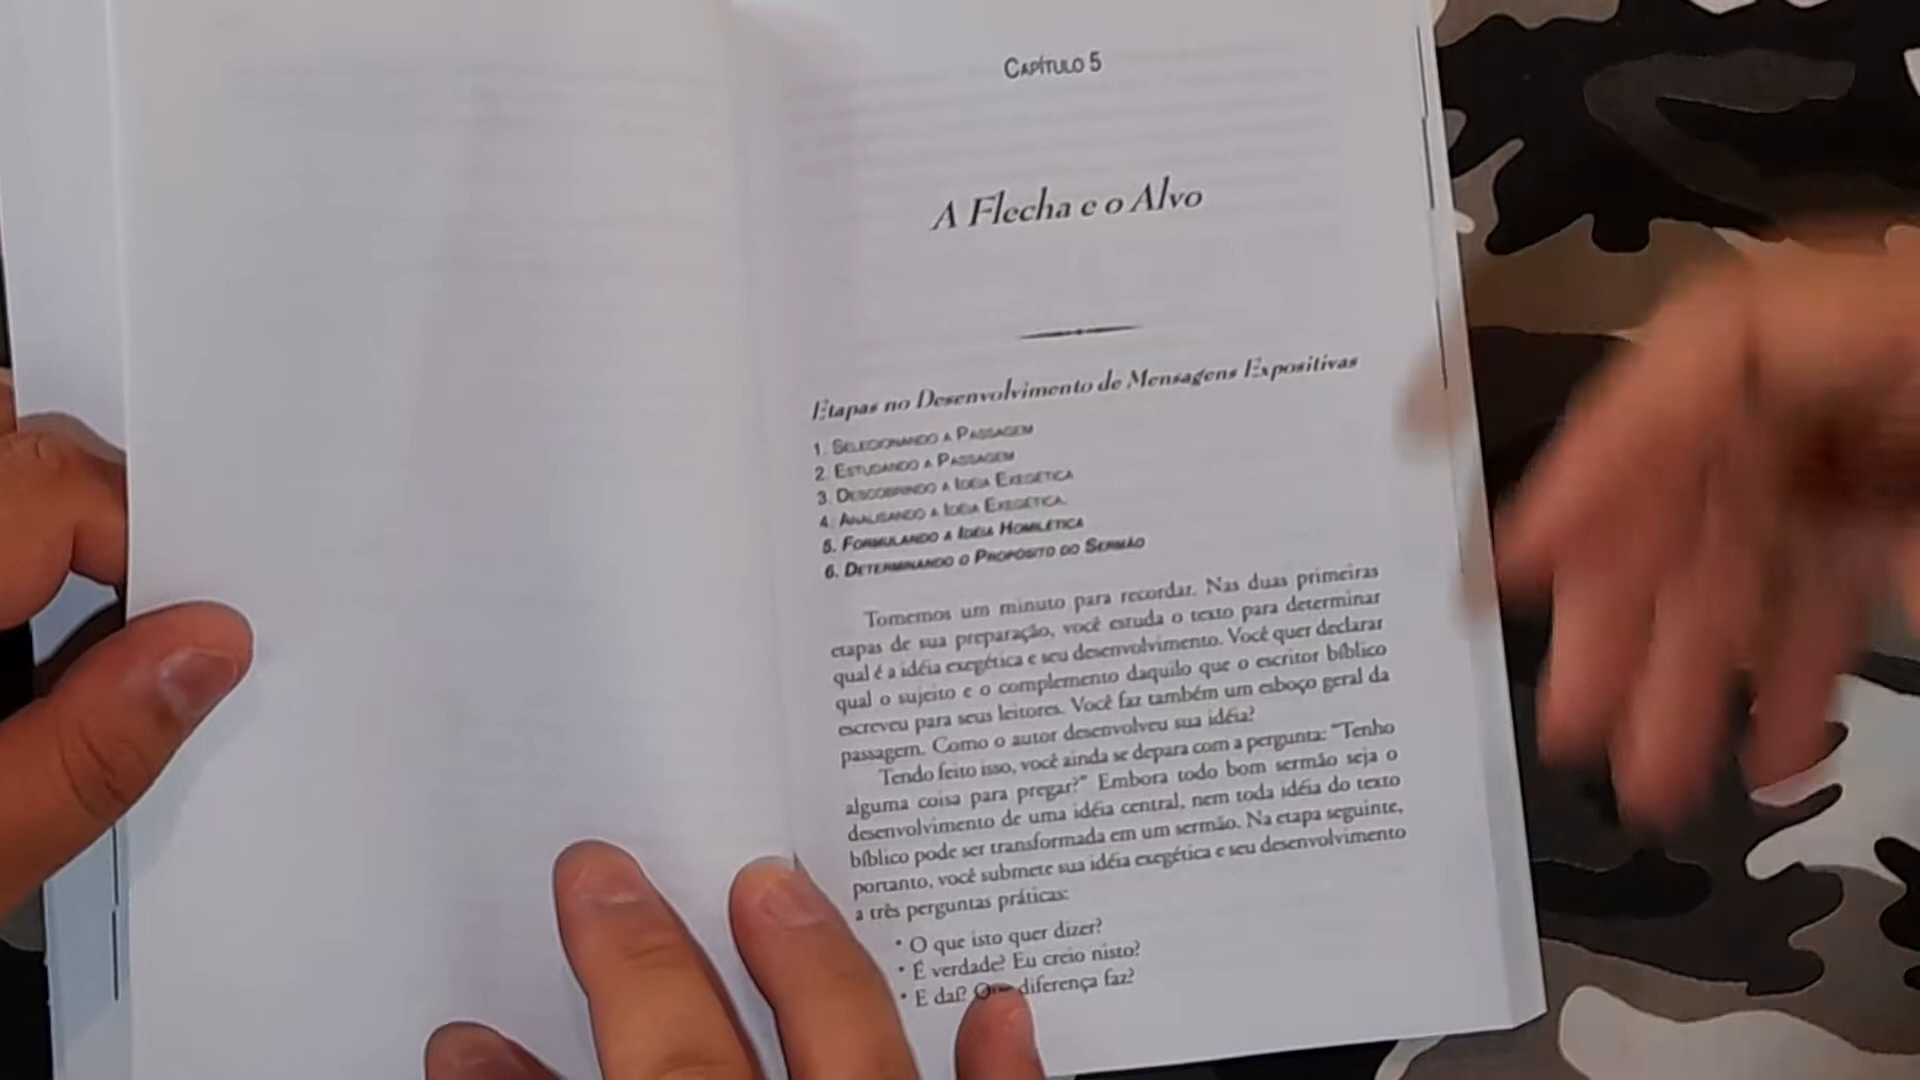 CAPÍTULO 5
A Flecha e o Alvo
Etapas no Desenvolvimento de Mensagens Expositivas
1. SELECIONANDO A PASSAGEM
2. ESTUDANDO A PASSAGEM
3. DESCOBRINDO A IDÉIA EXEGÉTICA
4. ANALISANDO A IDÉIA EXEGÉTICA.
5. FORMULANDO A IDÉIA HOMILÉTICA
6. DETERMINANDO O PROPÓSITO DO SERMÃO
Tomemos um minuto para recordar. Nas duas primeiras
etapas de sua preparação, você estuda o texto para determinar
qual é a idéia exegética e seu desenvolvimento. Você quer declarar
qual o sujeito e o complemento daquilo que o escritor bíblico
escreveu para seus leitores. Você faz também um esboço geral da
passagem. Como o autor desenvolveu sua idéia?
Tendo feito isso, você ainda se depara com a pergunta: "Tenho
alguma coisa para pregar?" Embora todo bom sermão seja o
desenvolvimento de uma idéia central, nem toda idéia do texto
bíblico pode ser transformada em um sermão. Na etapa seguinte,
portanto, você submete sua idéia exegética e seu desenvolvimento
a três perguntas práticas:
• O que isto quer dizer?
• É verdade? Eu creio nisto?
• E daí? Que diferença faz?